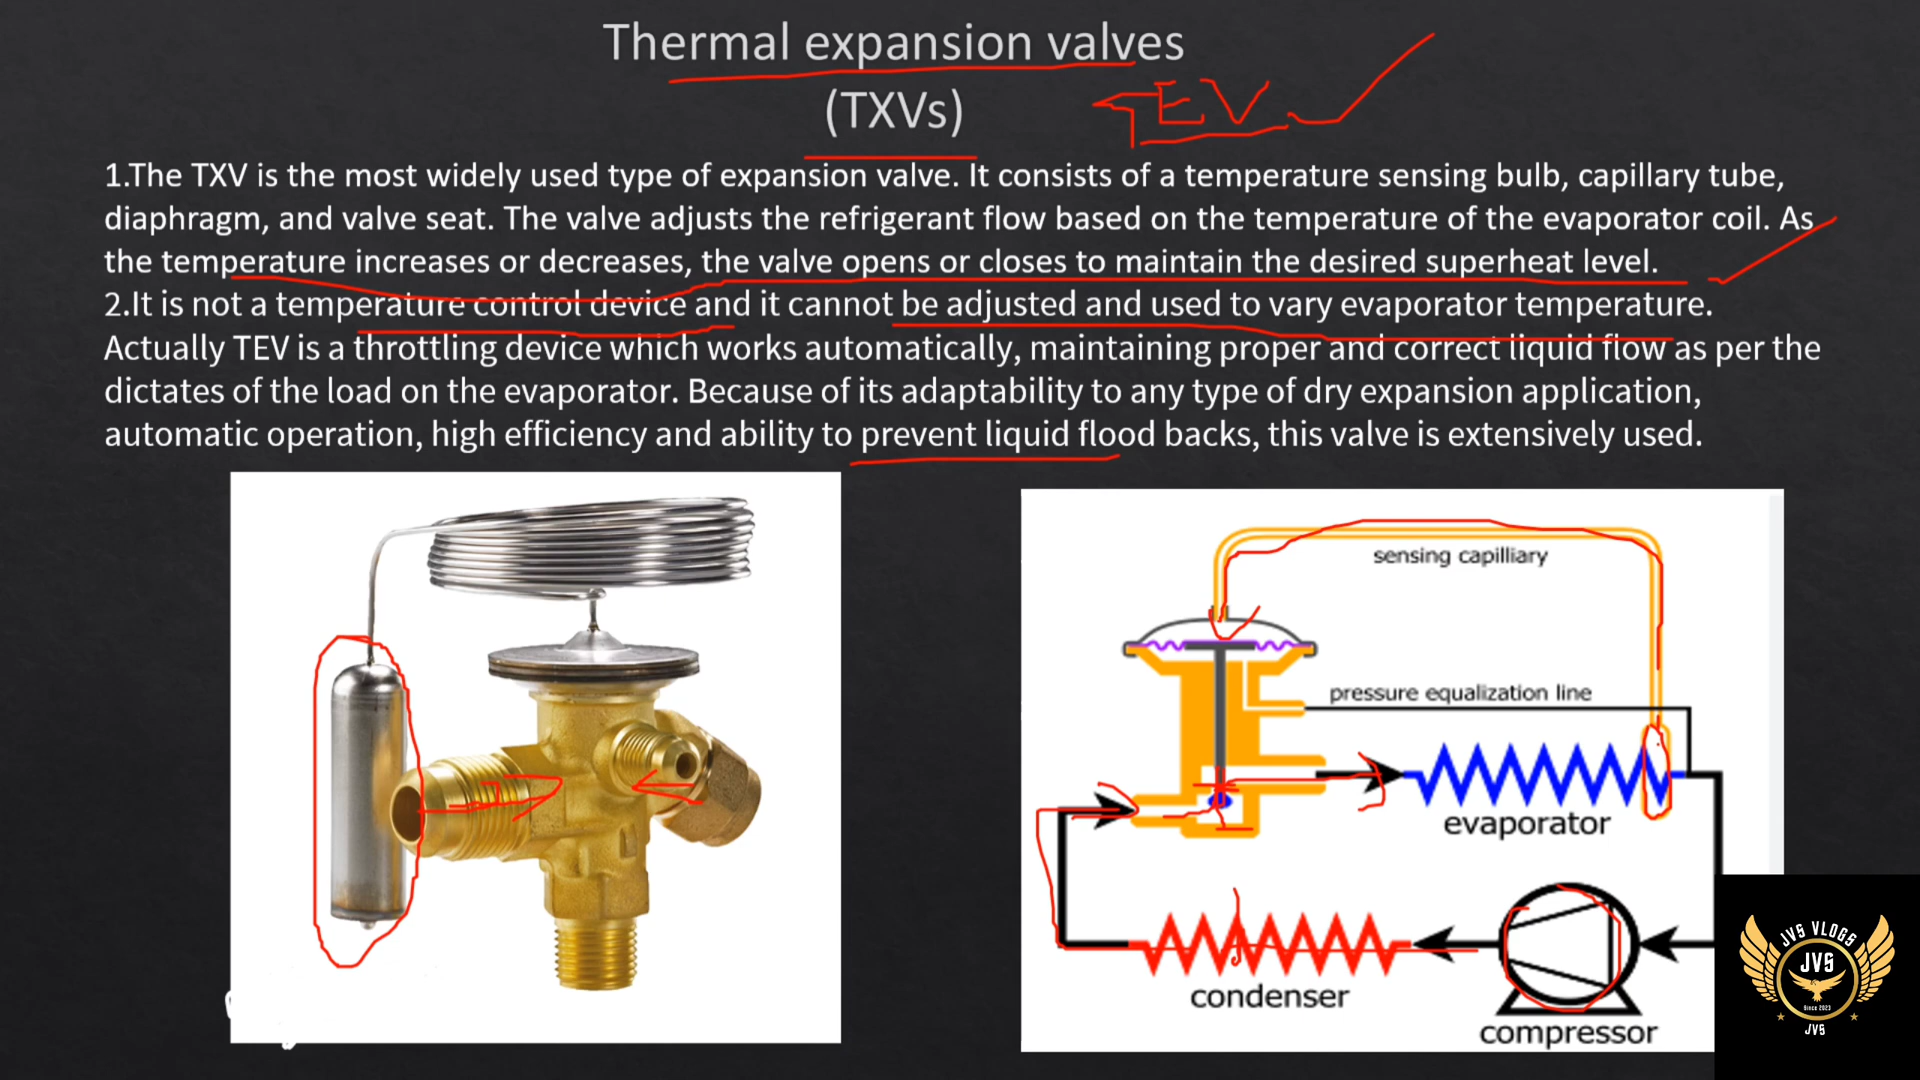 Thermal expansion valves
(TXVs)
TEV
1.The TXV is the most widely used type of expansion valve. It consists of a temperature sensing bulb, capillary tube,
diaphragm, and valve seat. The valve adjusts the refrigerant flow based on the temperature of the evaporator coil. As
the temperature increases or decreases, the valve opens or closes to maintain the desired superheat level.
2.It is not a temperature control device and it cannot be adjusted and used to vary evaporator temperature.
Actually TEV is a throttling device which works automatically, maintaining proper and correct liquid flow as per the
dictates of the load on the evaporator. Because of its adaptability to any type of dry expansion application,
automatic operation, high efficiency and ability to prevent liquid flood backs, this valve is extensively used.
sensing capilliary
pressure equalization line
evaporator
condenser
compressor
JVS VLOGS
JVS
Since 2023
JVS